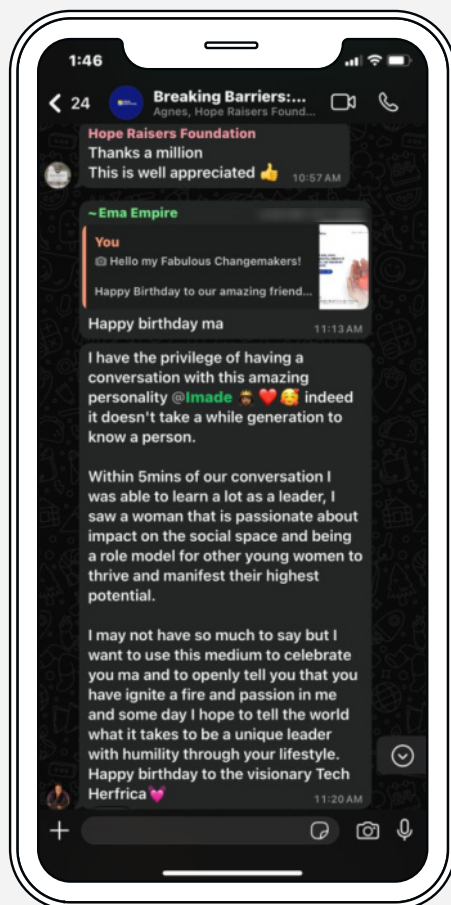 1:46
24
Breaking Barriers:...
Agnes, Hope Raisers Found...
Hope Raisers Foundation
Thanks a million
This is well appreciated 👍 10:57 AM
~Ema Empire
You
📷 Hello my Fabulous Changemakers!
Happy Birthday to our amazing friend...
Happy birthday ma 11:13 AM
I have the privilege of having a
conversation with this amazing
personality @Imade 🤴🏾❤️🥰 indeed
it doesn't take a while generation to
know a person.
Within 5mins of our conversation I
was able to learn a lot as a leader, I
saw a woman that is passionate about
impact on the social space and being
a role model for other young women to
thrive and manifest their highest
potential.
I may not have so much to say but I
want to use this medium to celebrate
you ma and to openly tell you that you
have ignite a fire and passion in me
and some day I hope to tell the world
what it takes to be a unique leader
with humility through your lifestyle.
Happy birthday to the visionary Tech
Herfrica 💓 11:20 AM